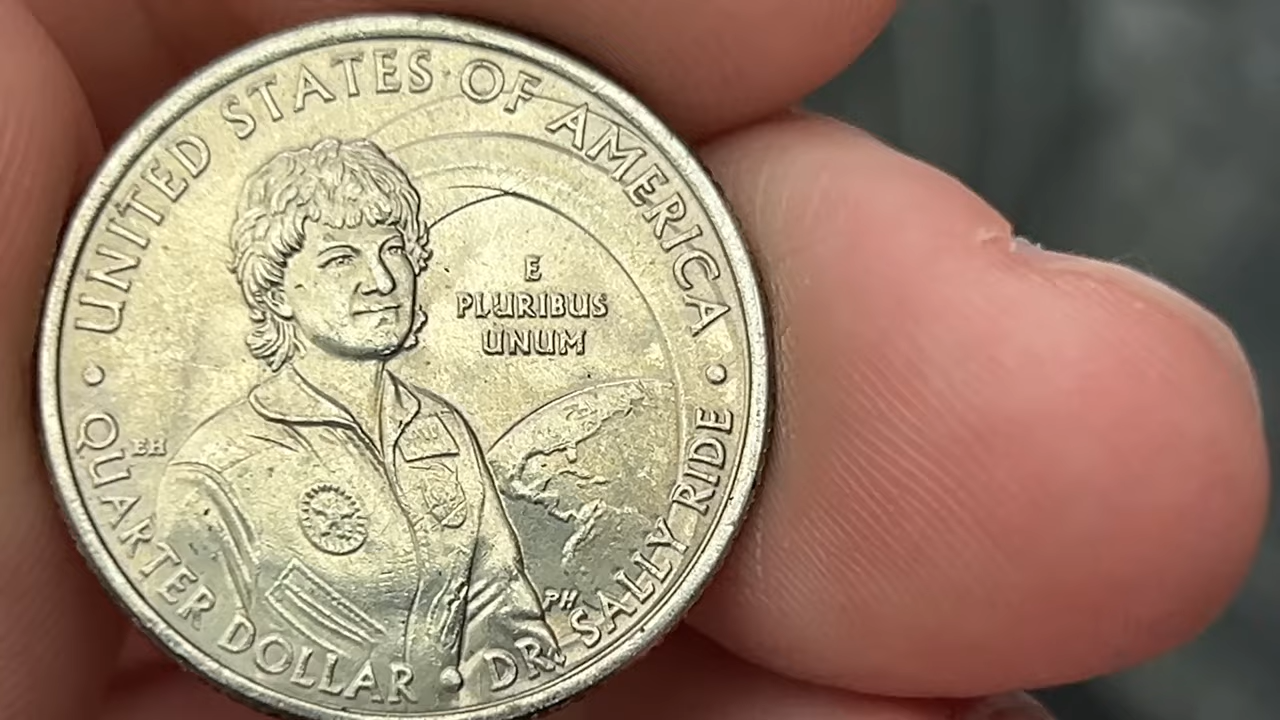 UNITED STATES OF AMERICA
E
PLURIBUS
UNUM
EH
PH
QUARTER DOLLAR • DR. SALLY RIDE